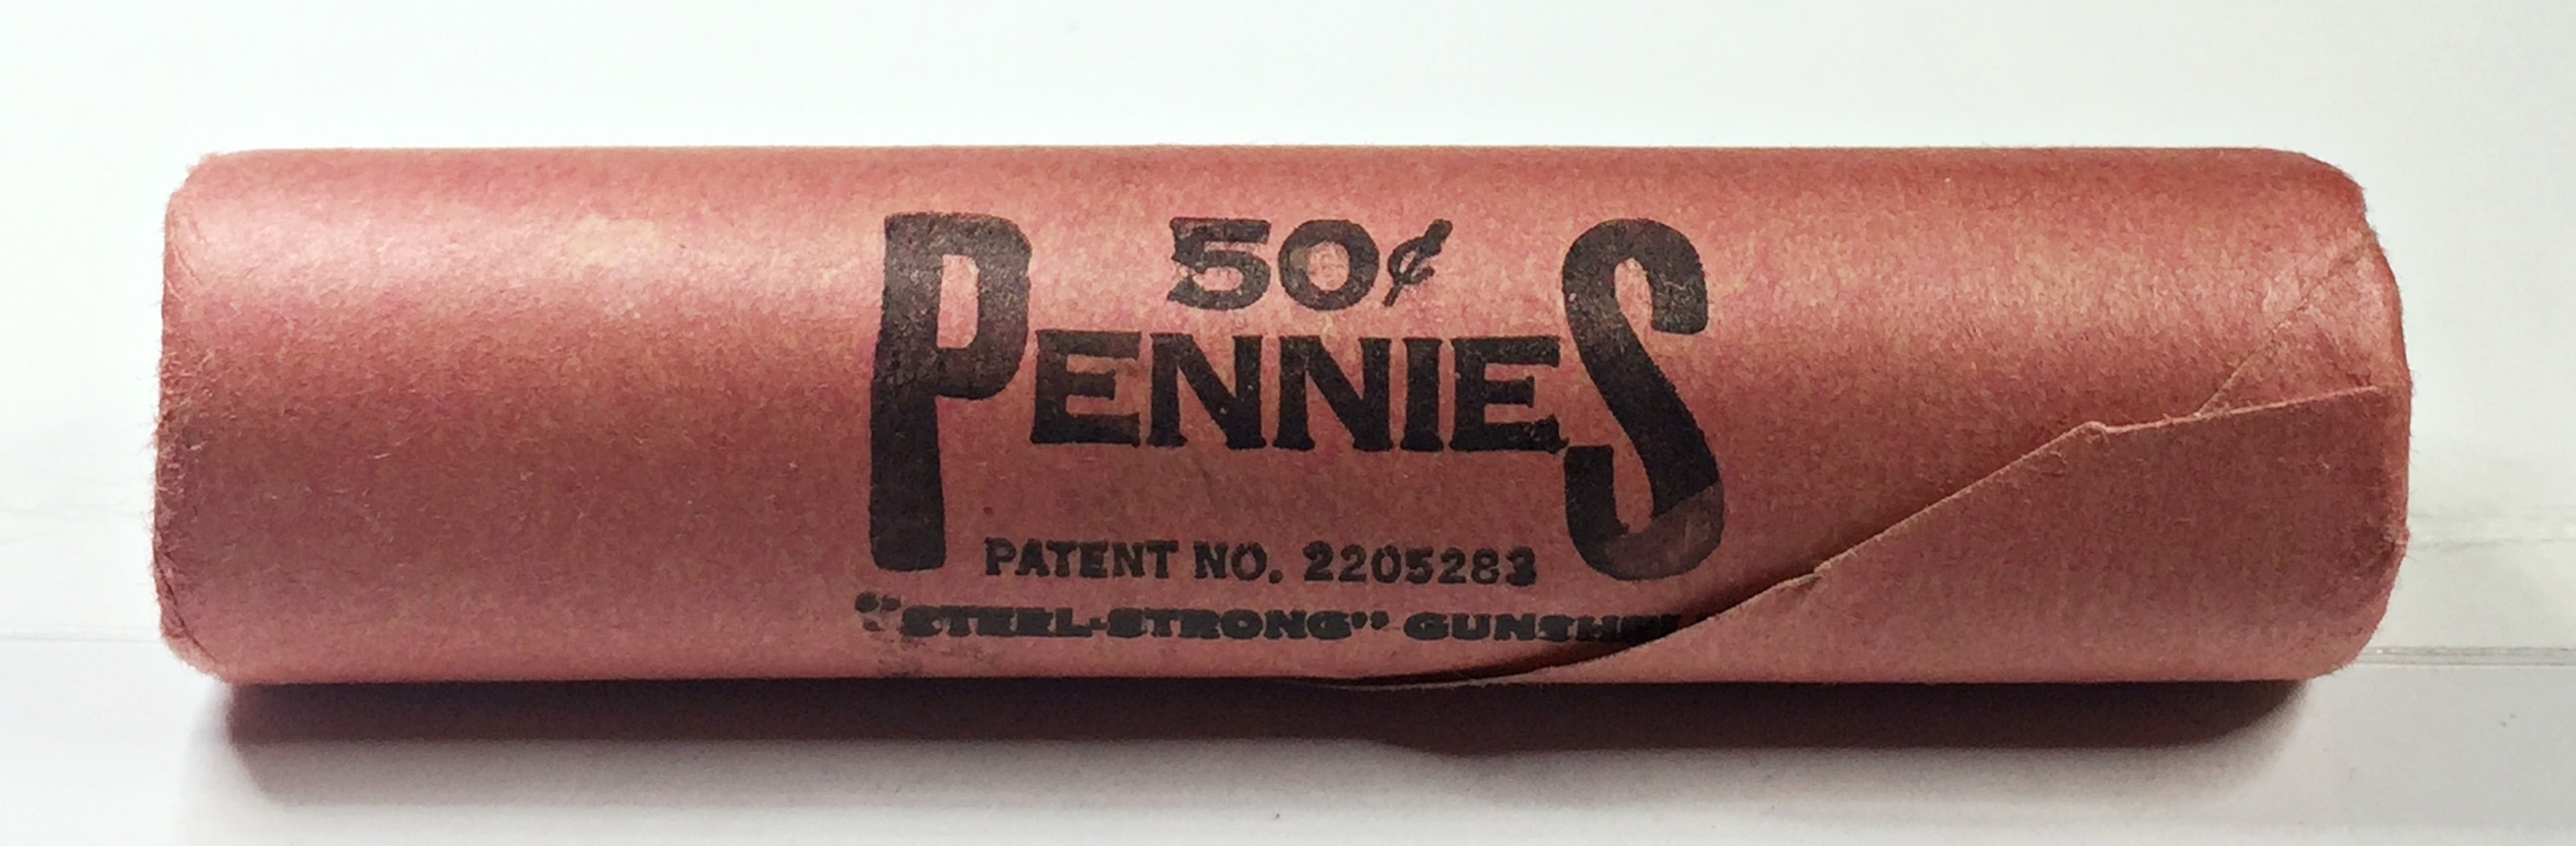 50¢
PENNIES
PATENT NO. 2205283
"STEEL-STRONG"